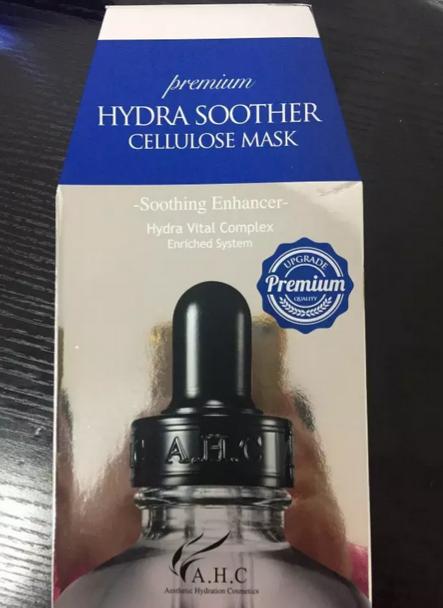 premium
HYDRA SOOTHER
CELLULOSE MASK
-Soothing Enhancer-
Hydra Vital Complex
Enriched System
UPGRADE
Premium
QUALITY
A.H.C
A.H.C
Aesthetic Hydration Cosmetics